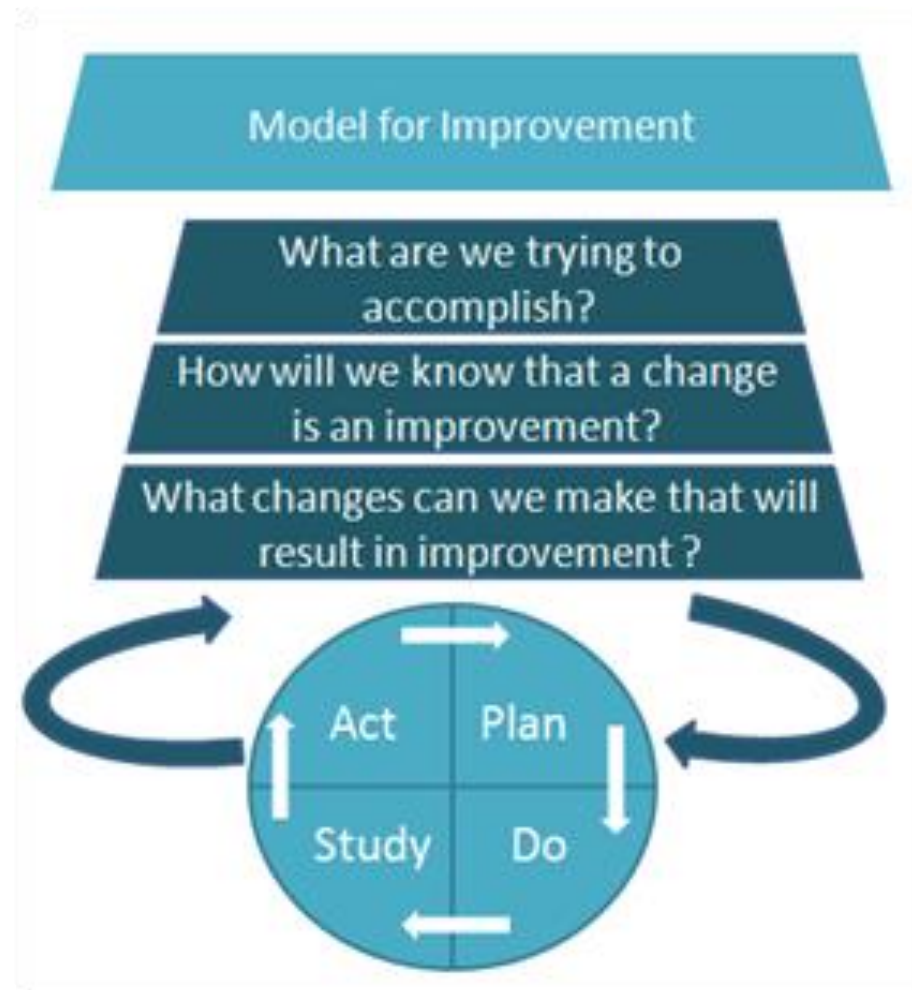 Model for Improvement
What are we trying to
accomplish?
How will we know that a change
is an improvement?
What changes can we make that will
result in improvement ?
Act Plan
Study Do